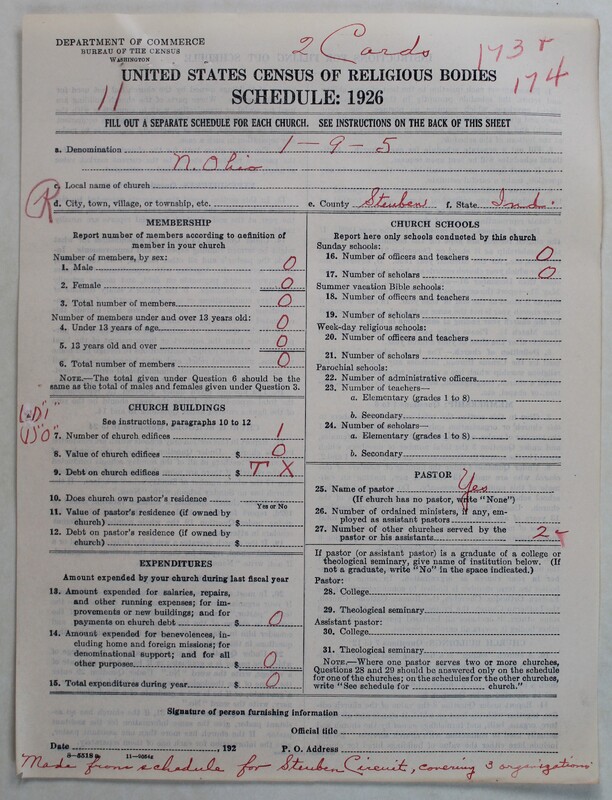 DEPARTMENT OF COMMERCE
BUREAU OF THE CENSUS
WASHINGTON
2 Cards
173 +
174
11
UNITED STATES CENSUS OF RELIGIOUS BODIES
SCHEDULE: 1926
FILL OUT A SEPARATE SCHEDULE FOR EACH CHURCH. SEE INSTRUCTIONS ON THE BACK OF THIS SHEET
a. Denomination 1-9-5
N. Ohio
c. Local name of church
R
d. City, town, village, or township, etc. e. County Steuben f. State Ind.
MEMBERSHIP
Report number of members according to definition of
member in your church
Number of members, by sex:
1. Male 0
2. Female 0
3. Total number of members 0
Number of members under and over 13 years old:
4. Under 13 years of age 0
5. 13 years old and over 0
6. Total number of members 0
NOTE.—The total given under Question 6 should be the
same as the total of males and females given under Question 3.
CHURCH BUILDINGS
See instructions, paragraphs 10 to 12
7. Number of church edifices 1
8. Value of church edifices $ 0
9. Debt on church edifices $ T X
10. Does church own pastor's residence
Yes or No
11. Value of pastor's residence (if owned by
church) $
12. Debt on pastor's residence (if owned by
church) $
EXPENDITURES
Amount expended by your church during last fiscal year
13. Amount expended for salaries, repairs,
and other running expenses; for im-
provements or new buildings; and for
payments on church debt $ 0
14. Amount expended for benevolences, in-
cluding home and foreign missions; for
denominational support; and for all
other purposes $ 0
15. Total expenditures during year $ 0
CHURCH SCHOOLS
Report here only schools conducted by this church
Sunday schools:
16. Number of officers and teachers 0
17. Number of scholars 0
Summer vacation Bible schools:
18. Number of officers and teachers
19. Number of scholars
Week-day religious schools:
20. Number of officers and teachers
21. Number of scholars
Parochial schools:
22. Number of administrative officers
23. Number of teachers—
a. Elementary (grades 1 to 8)
b. Secondary
24. Number of scholars—
a. Elementary (grades 1 to 8)
b. Secondary
PASTOR
25. Name of pastor Yes
(If church has no pastor, write "None")
26. Number of ordained ministers, if any, em-
ployed as assistant pastors
27. Number of other churches served by the
pastor or his assistants 2
If pastor (or assistant pastor) is a graduate of a college or
theological seminary, give name of institution below. (If
not a graduate, write "No" in the space indicated.)
Pastor:
28. College
29. Theological seminary
Assistant pastor:
30. College
31. Theological seminary
NOTE.—Where one pastor serves two or more churches,
Questions 28 and 29 should be answered only on the schedule
for one of the churches; on the schedules for the other churches,
write "See schedule for church."
Signature of person furnishing information
Official title
Date , 192 P. O. Address
11-9364a
Made from schedule for Steuben Circuit, covering 3 organizations